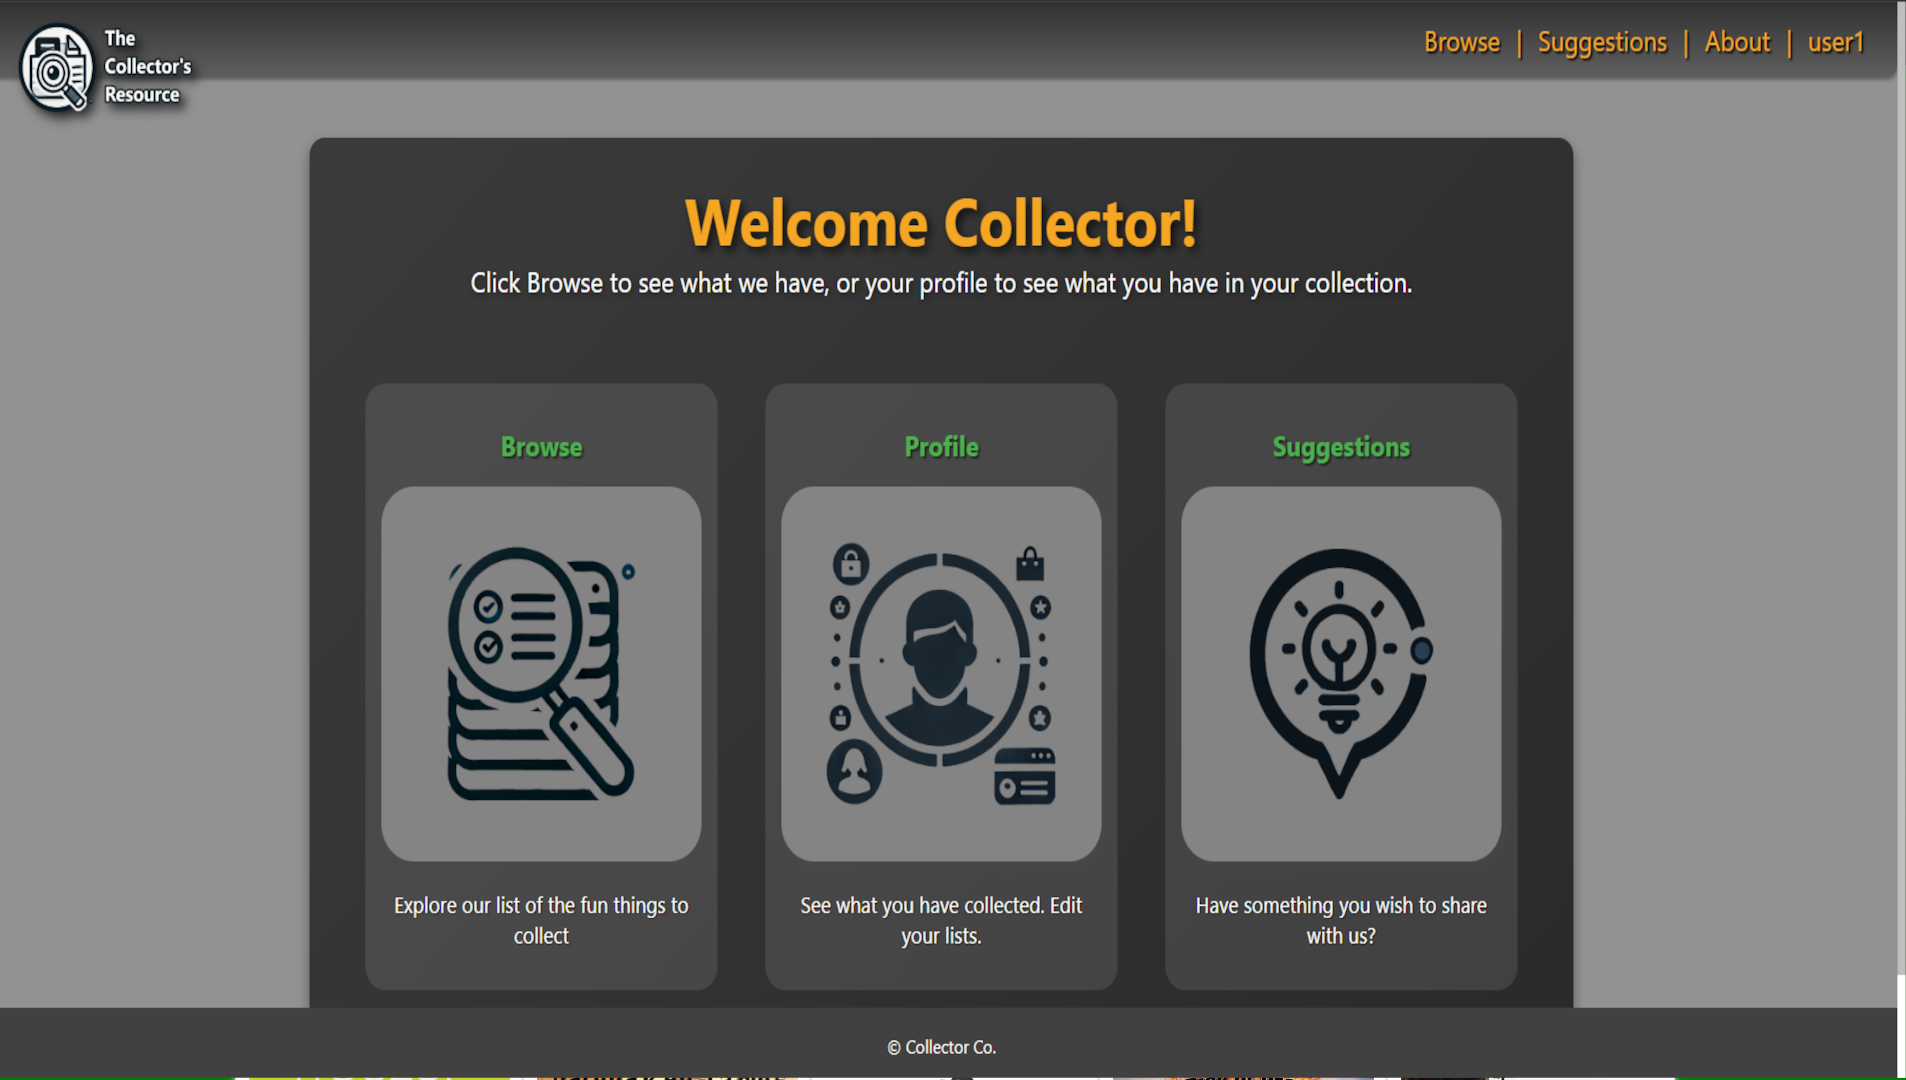 The
Collector's
Resource
Browse | Suggestions | About | user1
Welcome Collector!
Click Browse to see what we have, or your profile to see what you have in your collection.
Browse
Profile
Suggestions
Explore our list of the fun things to
collect
See what you have collected. Edit
your lists.
Have something you wish to share
with us?
© Collector Co.